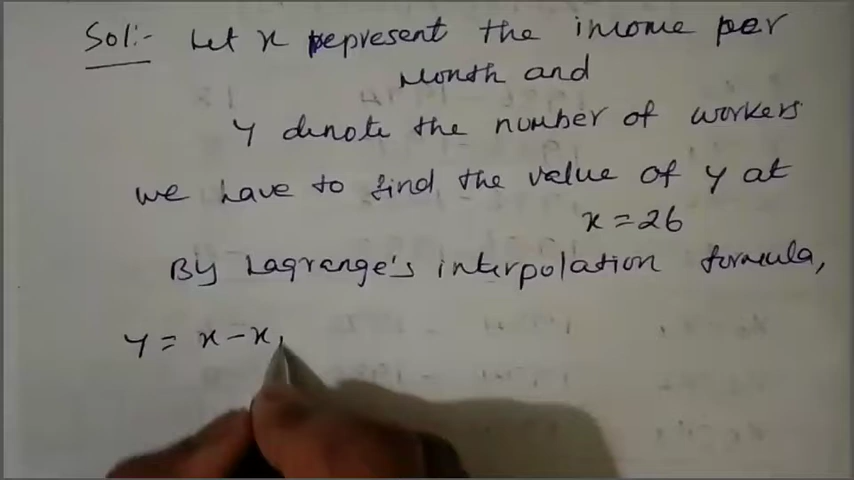 Sol:- Let x represent the income per
Month and
Y denote the number of workers
we have to find the value of y at
x = 26
By Lagrange's interpolation formula,
y = x - x,